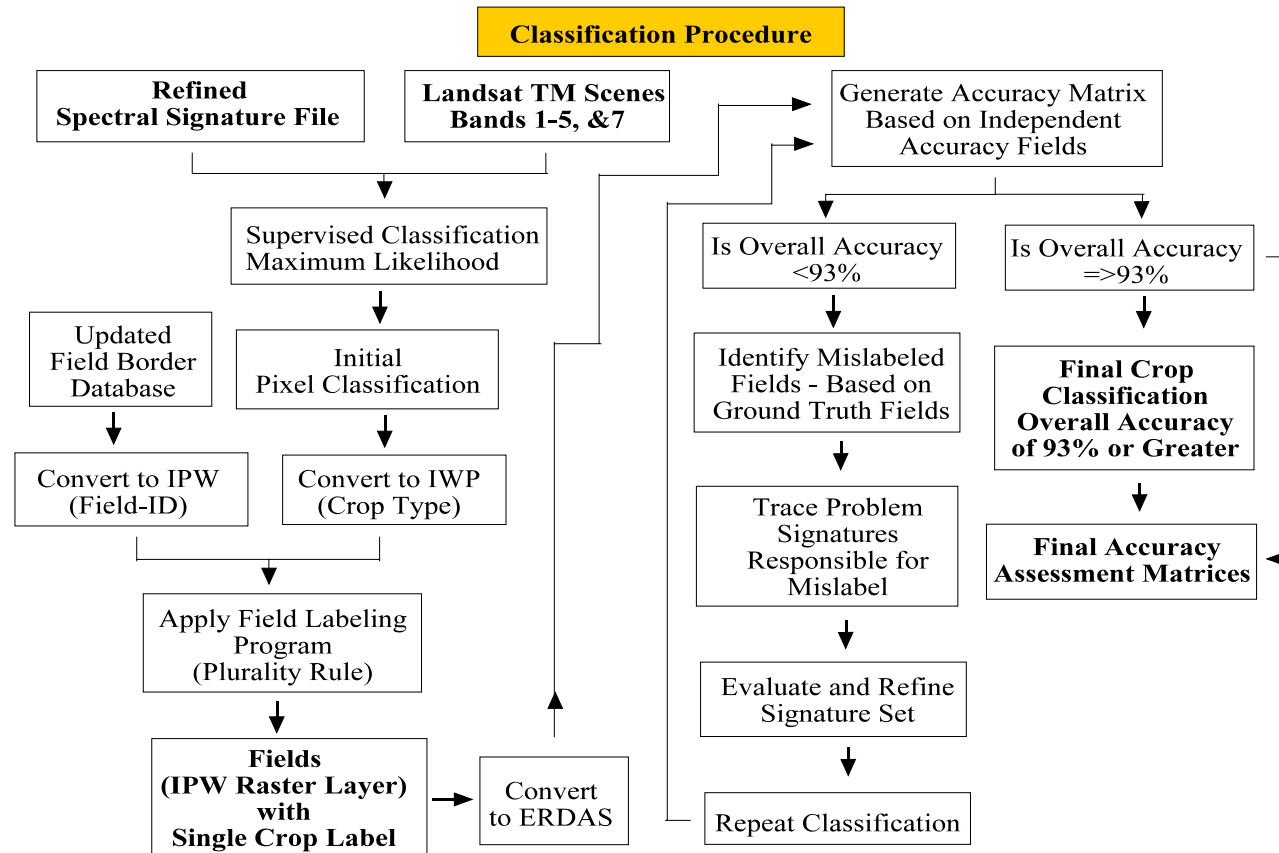 Classification Procedure
Refined
Spectral Signature File
Landsat TM Scenes
Bands 1-5, &7
Supervised Classification
Maximum Likelihood
Updated
Field Border
Database
Initial
Pixel Classification
Convert to IPW
(Field-ID)
Convert to IWP
(Crop Type)
Apply Field Labeling
Program
(Plurality Rule)
Fields
(IPW Raster Layer)
with
Single Crop Label
Convert
to ERDAS
Generate Accuracy Matrix
Based on Independent
Accuracy Fields
Is Overall Accuracy
<93%
Is Overall Accuracy
=>93%
Identify Mislabeled
Fields - Based on
Ground Truth Fields
Final Crop
Classification
Overall Accuracy
of 93% or Greater
Trace Problem
Signatures
Responsible for
Mislabel
Final Accuracy
Assessment Matrices
Evaluate and Refine
Signature Set
Repeat Classification